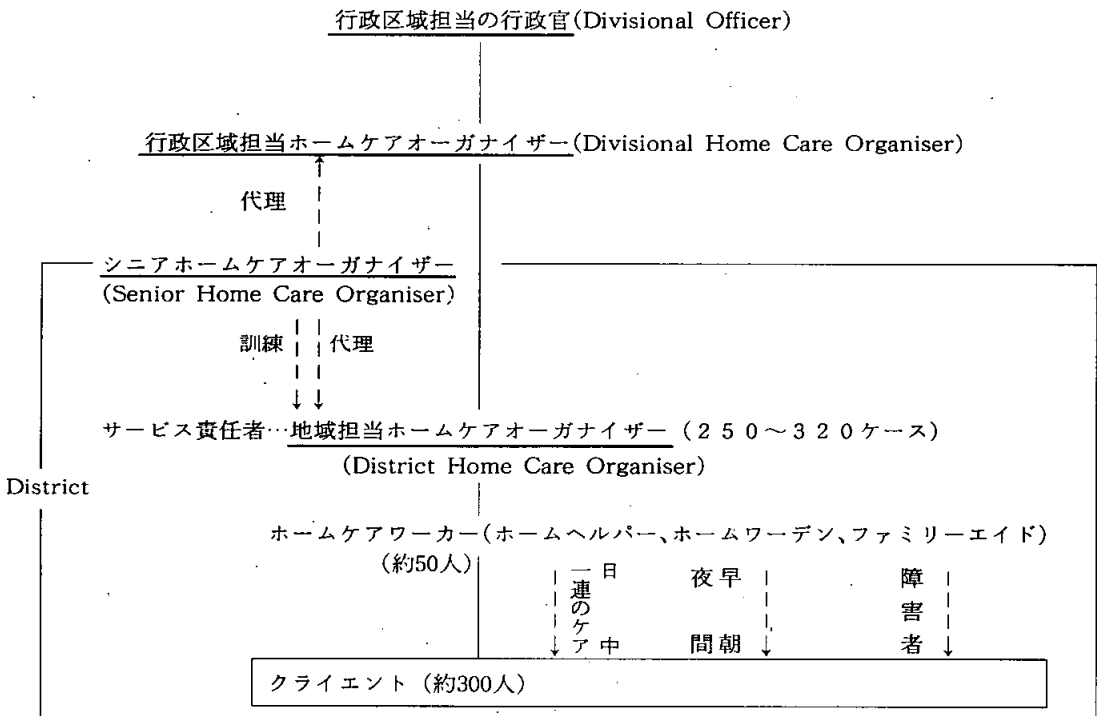 行政区域担当の行政官(Divisional Officer)
行政区域担当ホームケアオーガナイザー(Divisional Home Care Organiser)
代理
シニアホームケアオーガナイザー
(Senior Home Care Organiser)
訓練 代理
サービス責任者…地域担当ホームケアオーガナイザー(250〜320ケース)
(District Home Care Organiser)
District
ホームケアワーカー(ホームヘルパー、ホームワーデン、ファミリーエイド)
(約50人)
日中
一連のケア
早朝
夜間
障害者
クライエント(約300人)